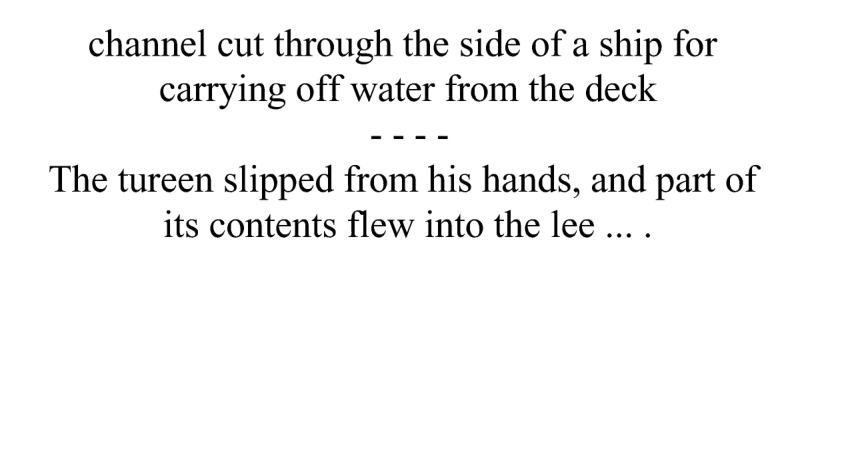 channel cut through the side of a ship for
carrying off water from the deck
- - - -
The tureen slipped from his hands, and part of
its contents flew into the lee ... .